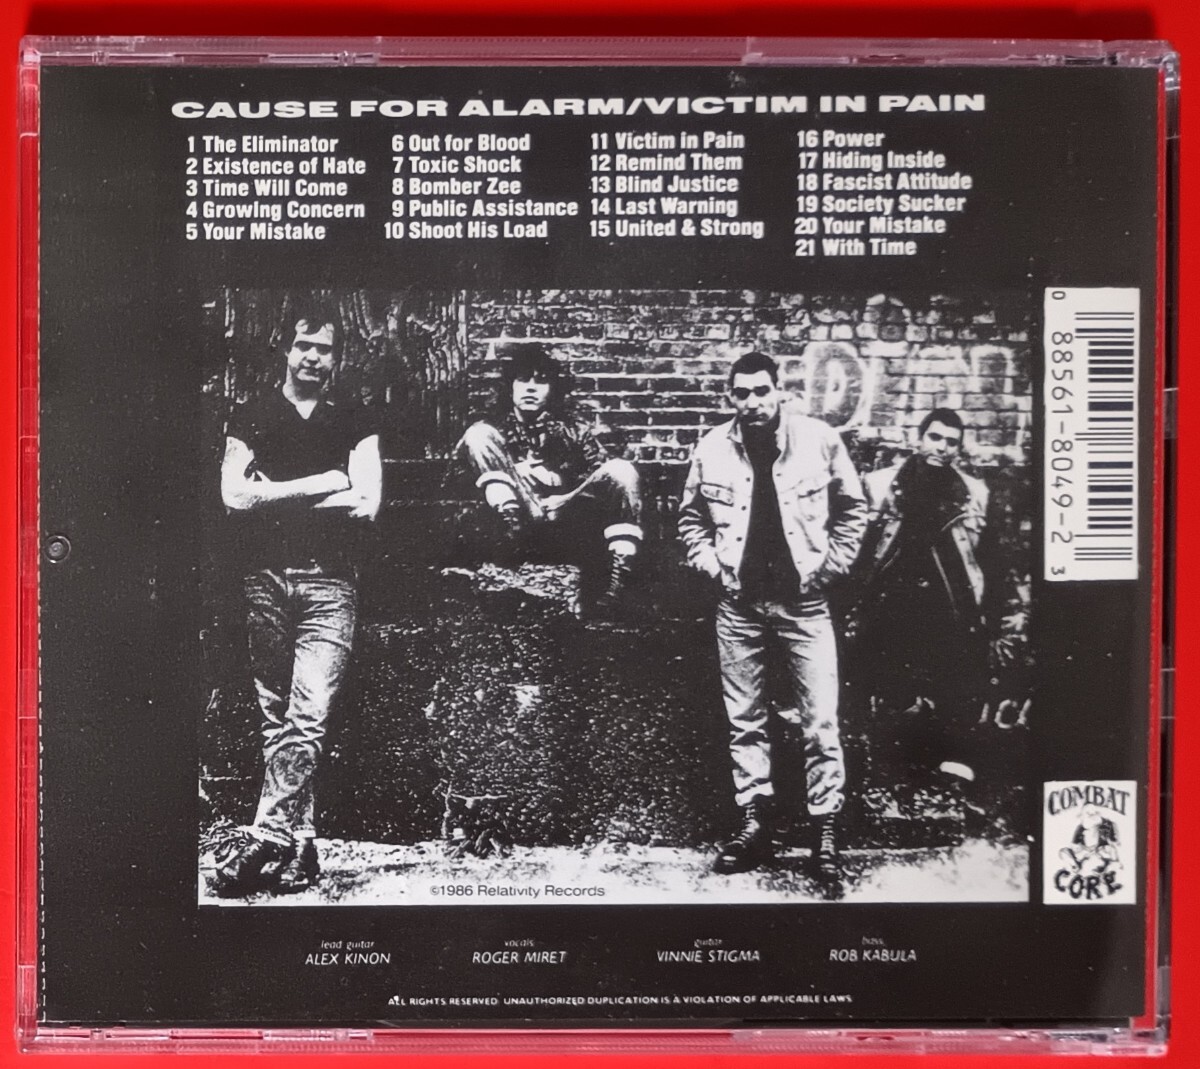 CAUSE FOR ALARM/VICTIM IN PAIN
1 The Eliminator
2 Existence of Hate
3 Time Will Come
4 Growing Concern
5 Your Mistake
6 Out for Blood
7 Toxic Shock
8 Bomber Zee
9 Public Assistance
10 Shoot His Load
11 Victim in Pain
12 Remind Them
13 Blind Justice
14 Last Warning
15 United & Strong
16 Power
17 Hiding Inside
18 Fascist Attitude
19 Society Sucker
20 Your Mistake
21 With Time
0 88561-8049-2 3
COMBAT
CORE
©1986 Relativity Records
lead guitar
ALEX KINON
vocals
ROGER MIRET
guitar
VINNIE STIGMA
bass
ROB KABULA
ALL RIGHTS RESERVED. UNAUTHORIZED DUPLICATION IS A VIOLATION OF APPLICABLE LAWS